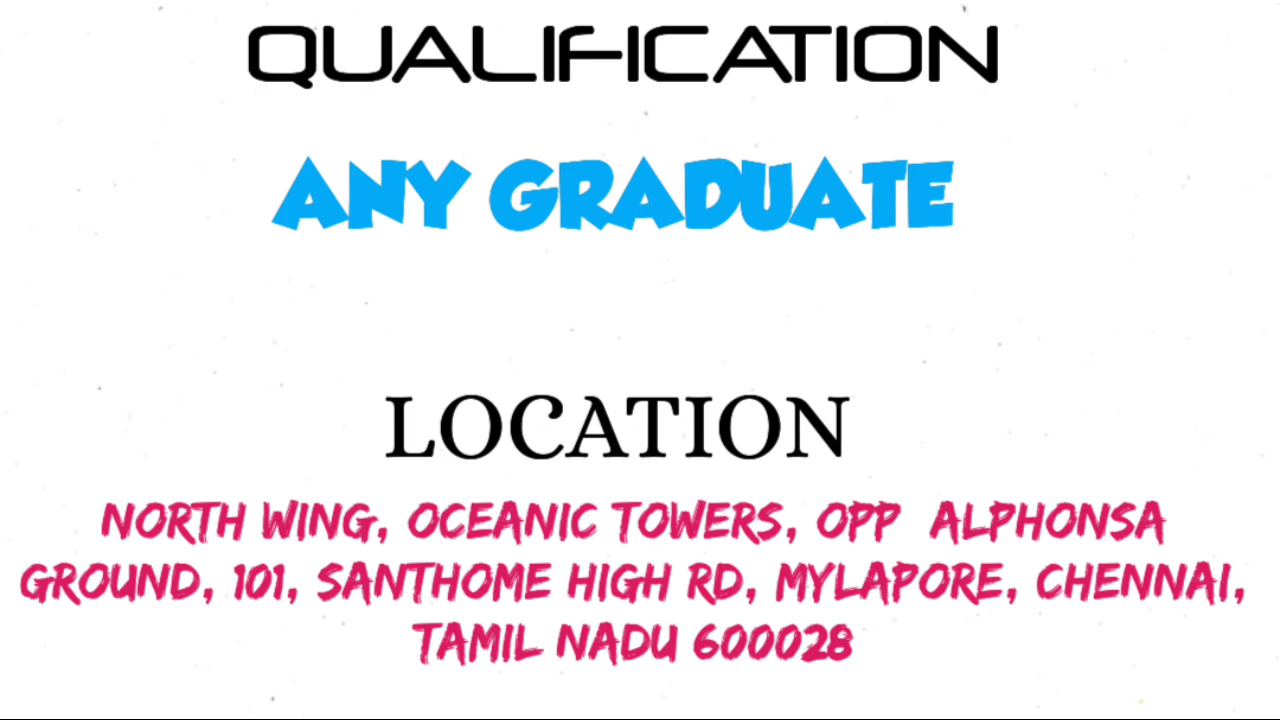 QUALIFICATION
ANY GRADUATE
LOCATION
NORTH WING, OCEANIC TOWERS, OPP ALPHONSA
GROUND, 101, SANTHOME HIGH RD, MYLAPORE, CHENNAI,
TAMIL NADU 600028